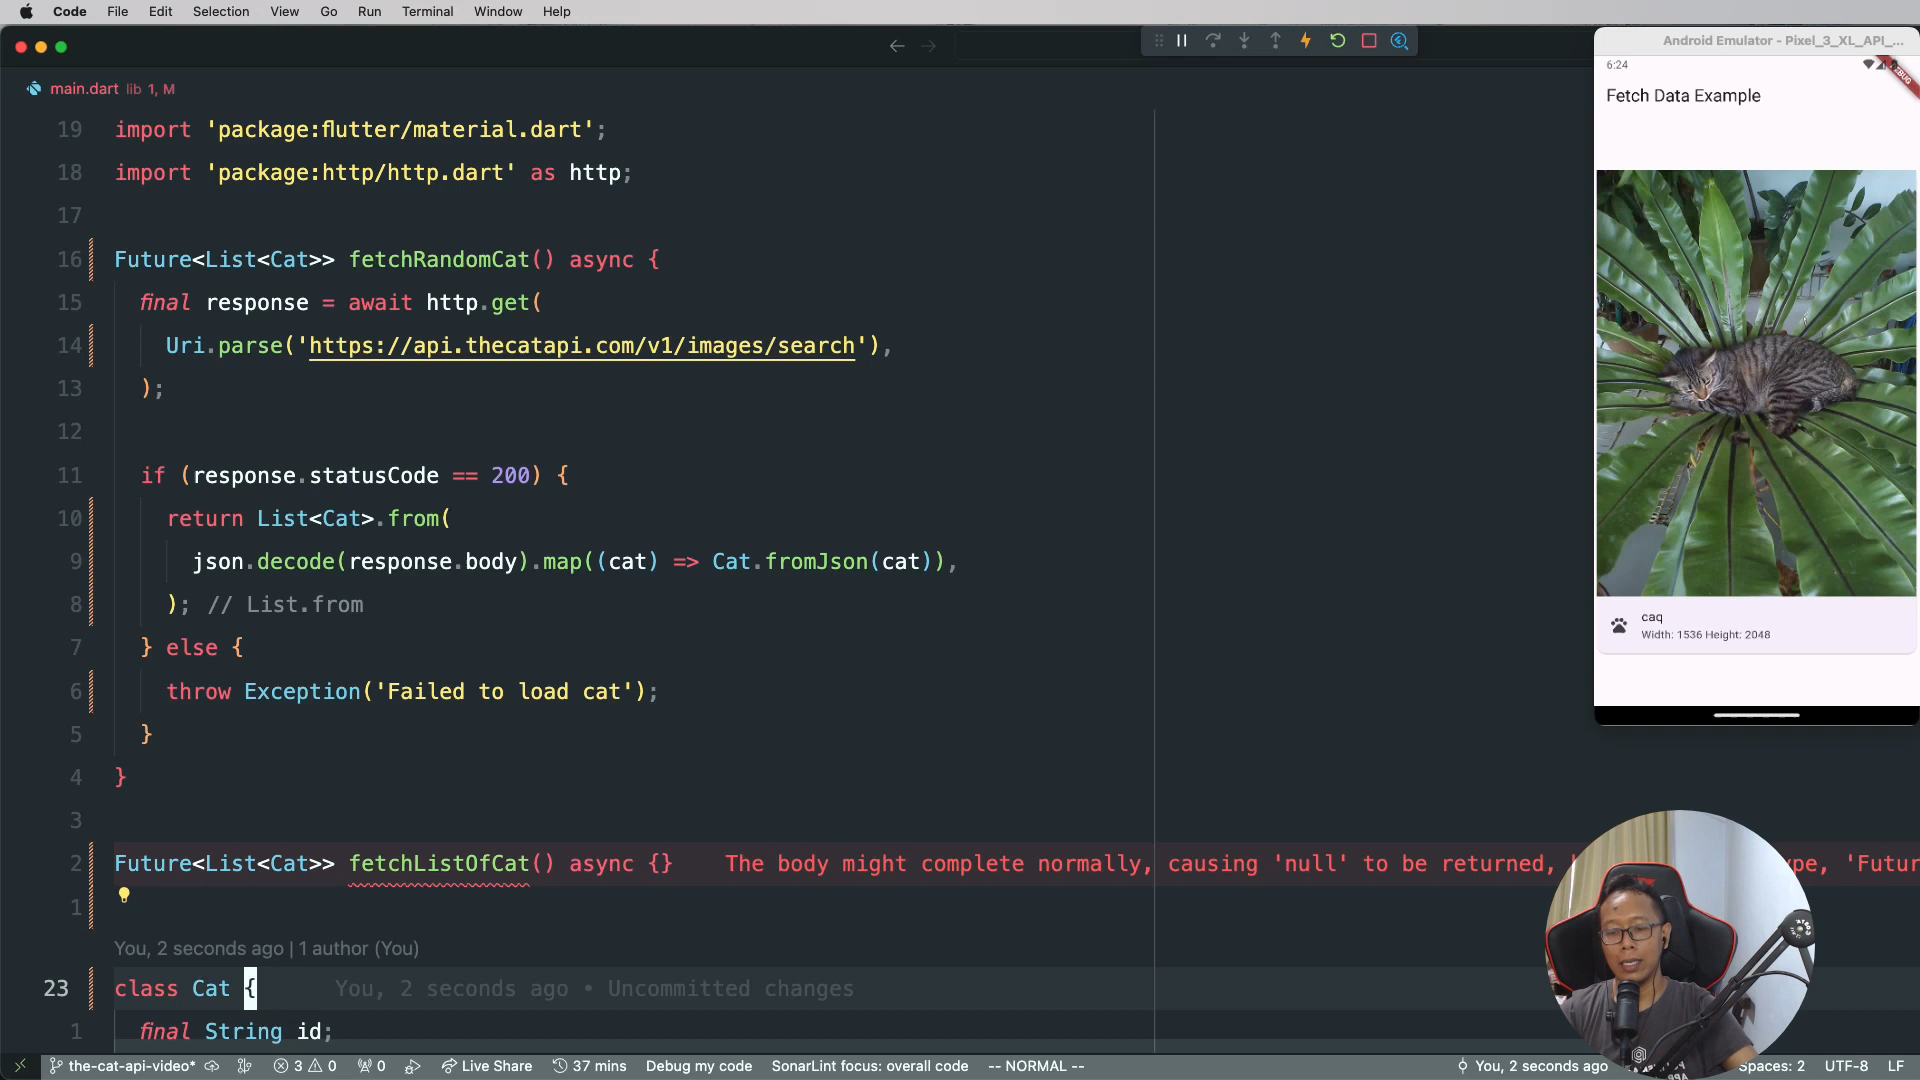 Code File Edit Selection View Go Run Terminal Window Help
Android Emulator - Pixel_3_XL_API_...
6:24
Fetch Data Example
main.dart lib 1, M
19 import 'package:flutter/material.dart';
18 import 'package:http/http.dart' as http;
17
16 Future<List<Cat>> fetchRandomCat() async {
15 final response = await http.get(
14 Uri.parse('https://api.thecatapi.com/v1/images/search'),
13 );
12
11 if (response.statusCode == 200) {
10 return List<Cat>.from(
9 json.decode(response.body).map((cat) => Cat.fromJson(cat)),
8 ); // List.from
7 } else {
6 throw Exception('Failed to load cat');
5 }
4 }
3
2 Future<List<Cat>> fetchListOfCat() async {} The body might complete normally, causing 'null' to be returned, 'Futur
1
You, 2 seconds ago | 1 author (You)
23 class Cat { You, 2 seconds ago • Uncommitted changes
1 final String id;
caq
Width: 1536 Height: 2048
the-cat-api-video* 3 0 0 Live Share 37 mins Debug my code SonarLint focus: overall code -- NORMAL -- You, 2 seconds ago Spaces: 2 UTF-8 LF